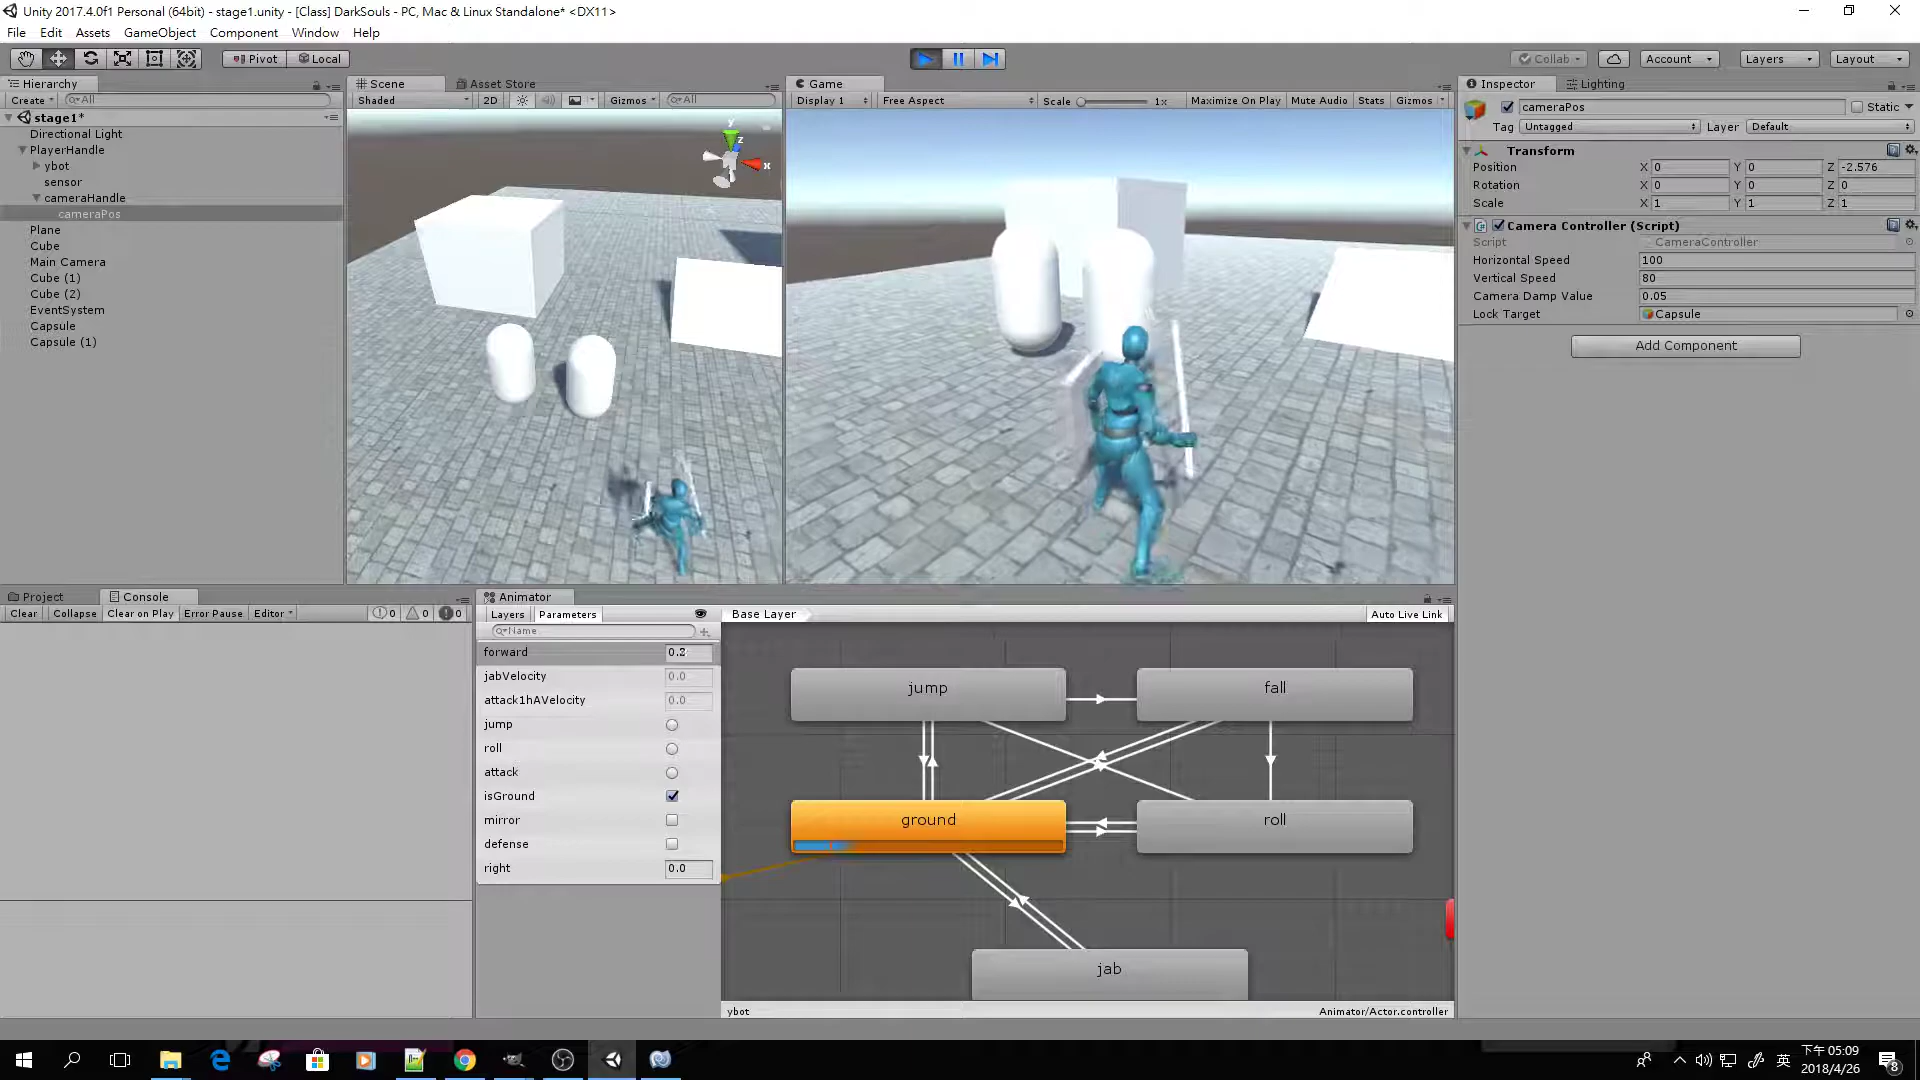 Unity 2017.4.0f1 Personal (64bit) - stage1.unity - [Class] DarkSouls - PC, Mac & Linux Standalone* <DX11>
File Edit Assets GameObject Component Window Help
Pivot Local Collab Account Layers Layout
Hierarchy
Create All
stage1*
Directional Light
PlayerHandle
ybot
sensor
cameraHandle
cameraPos
Plane
Cube
Main Camera
Cube (1)
Cube (2)
EventSystem
Capsule
Capsule (1)
Scene Asset Store
Shaded 2D Gizmos All
y
z
x
Game
Display 1 Free Aspect Scale 1x Maximize On Play Mute Audio Stats Gizmos
Inspector Lighting
cameraPos Static
Tag Untagged Layer Default
Transform
Position X 0 Y 0 Z -2.576
Rotation X 0 Y 0 Z 0
Scale X 1 Y 1 Z 1
Camera Controller (Script)
Script CameraController
Horizontal Speed 100
Vertical Speed 80
Camera Damp Value 0.05
Lock Target Capsule
Add Component
Project Console
Clear Collapse Clear on Play Error Pause Editor 0 0 0
Animator
Layers Parameters
Name
forward 0.2
jabVelocity 0.0
attack1hAVelocity 0.0
jump
roll
attack
isGround
mirror
defense
right 0.0
Base Layer Auto Live Link
jump
fall
ground
roll
jab
ybot Animator/Actor.controller
英
下午 05:09
2018/4/26
8